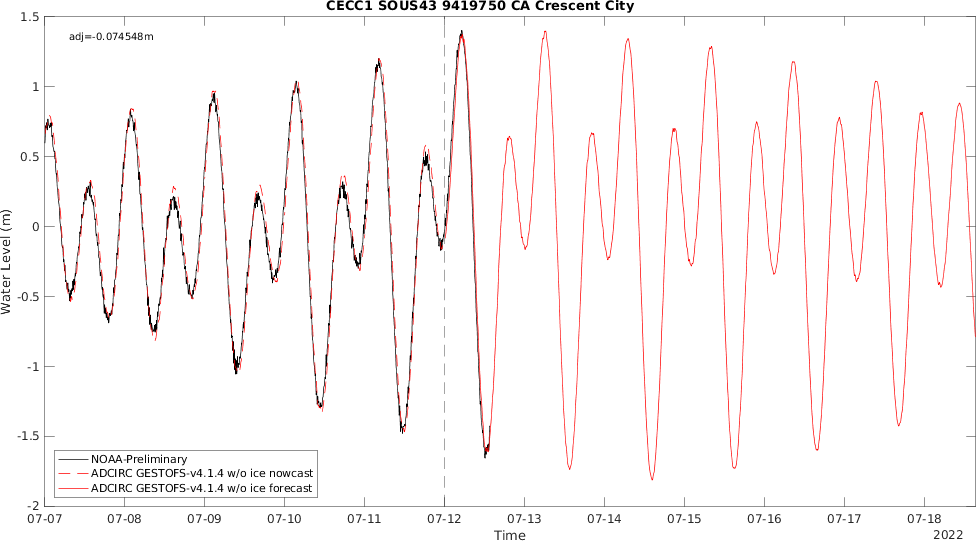 CECC1 SOUS43 9419750 CA Crescent City
adj=-0.074548m
1.5
1
0.5
0
-0.5
-1
-1.5
-2
Water Level (m)
NOAA-Preliminary
ADCIRC GESTOFS-v4.1.4 w/o ice nowcast
ADCIRC GESTOFS-v4.1.4 w/o ice forecast
07-07 07-08 07-09 07-10 07-11 07-12 07-13 07-14 07-15 07-16 07-17 07-18
Time
2022